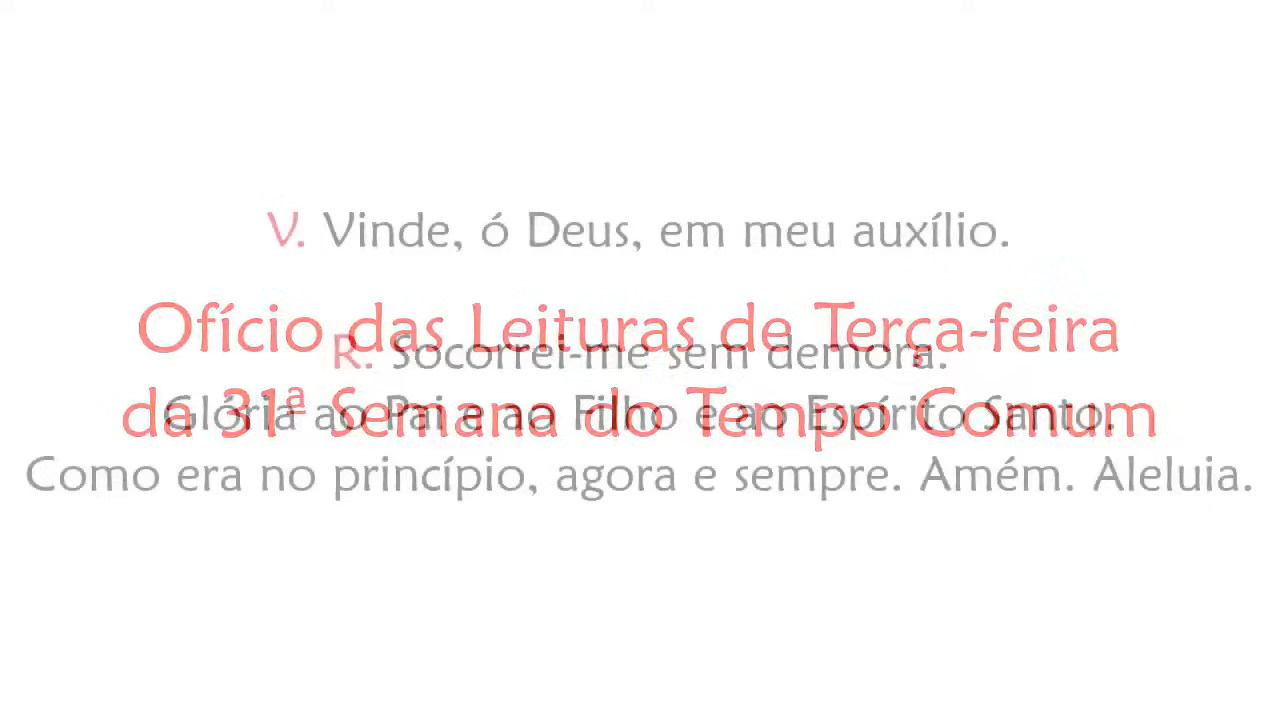 V. Vinde, ó Deus, em meu auxílio.
Ofício das Leituras de Terça-feira
R. Socorrei-me sem demora.
da 31ª Semana do Tempo Comum
Glória ao Pai e ao Filho e ao Espírito Santo.
Como era no princípio, agora e sempre. Amém. Aleluia.